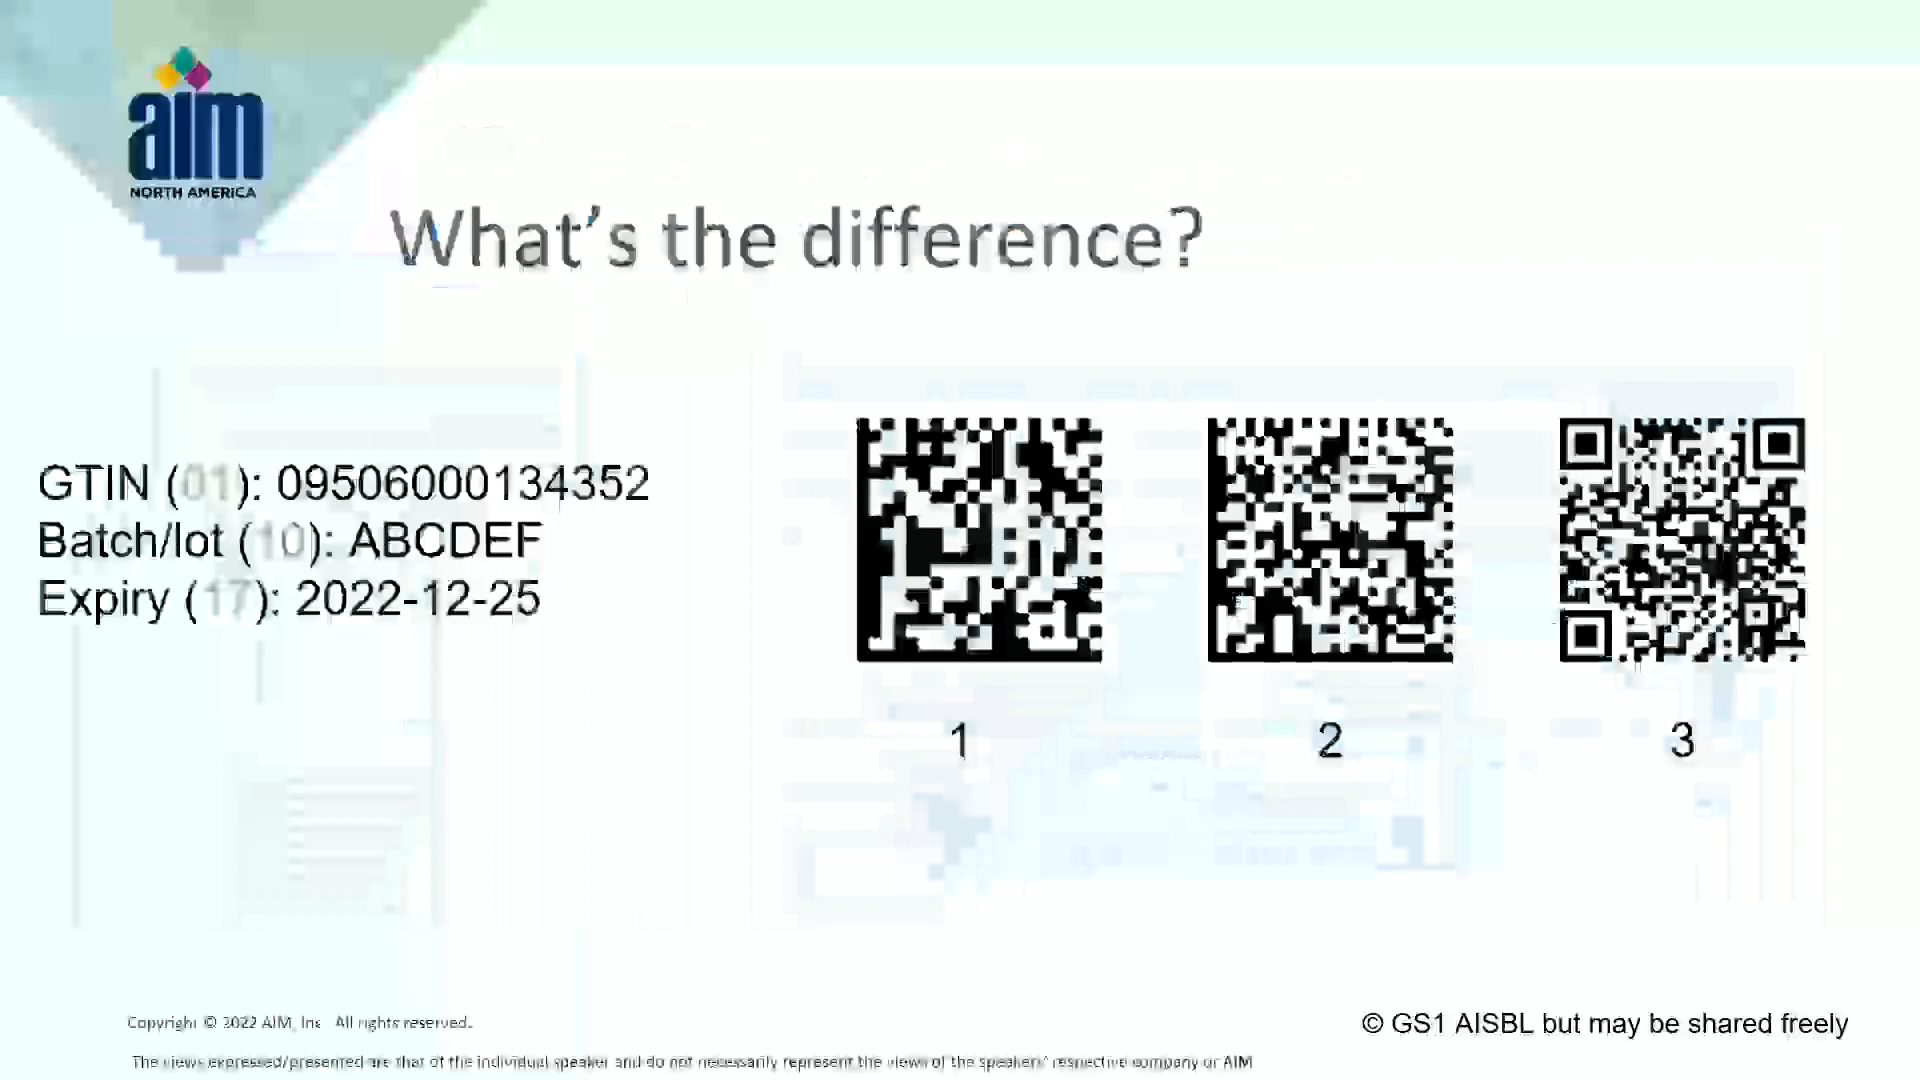 aim
NORTH AMERICA
What's the difference?
GTIN (01): 09506000134352
Batch/lot (10): ABCDEF
Expiry (17): 2022-12-25
1
2
3
Copyright © 2022 AIM, Inc All rights reserved.
© GS1 AISBL but may be shared freely
The views expressed/presented are that of the individual speaker and do not necessarily represent the views of the speakers' respective company or AIM